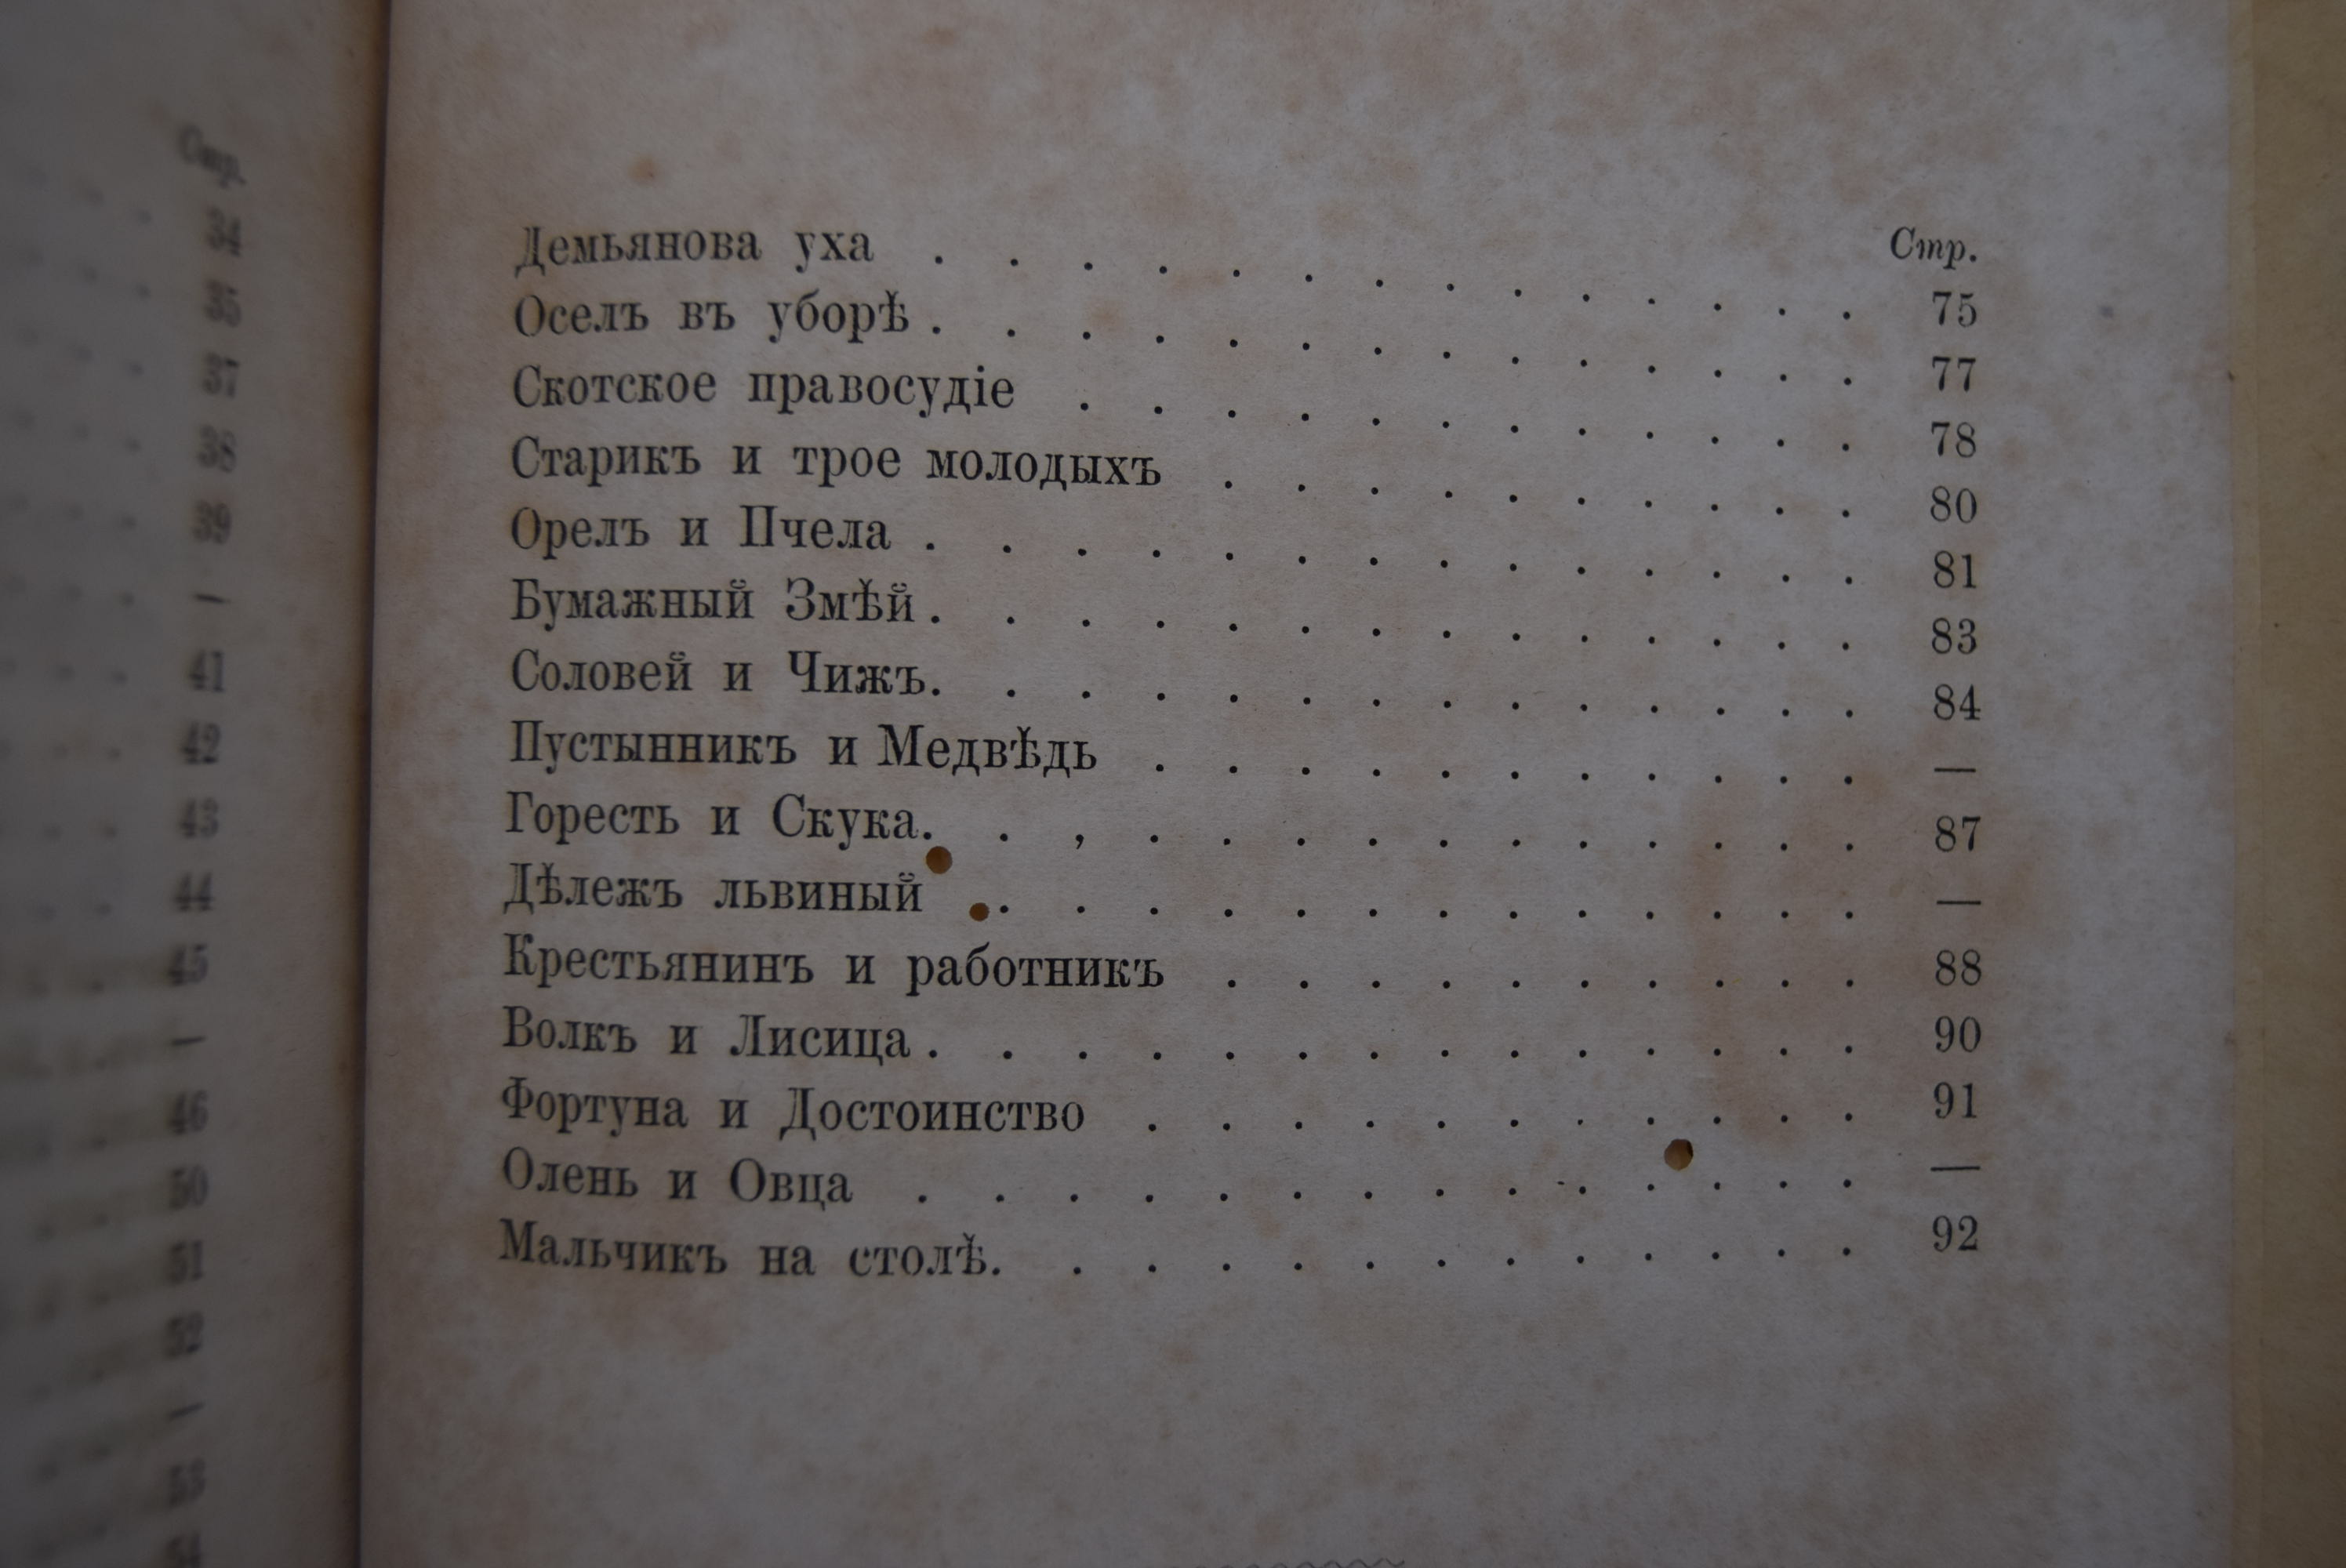 34
35
37
38
39
—
41
42
43
44
45
—
46
50
51
Стр.
Демьянова уха . . . . . . . . . . . . . 75
Оселъ въ уборѣ . . . . . . . . . . . . . 77
Скотское правосудіе . . . . . . . . . . . 78
Старикъ и трое молодыхъ . . . . . . . . . . 80
Орелъ и Пчела . . . . . . . . . . . . . 81
Бумажный Змѣй . . . . . . . . . . . . . 83
Соловей и Чижъ . . . . . . . . . . . . . 84
Пустынникъ и Медвѣдь . . . . . . . . . . —
Горесть и Скука . . , . . . . . . . . . . 87
Дѣлежъ львиный . . . . . . . . . . . . —
Крестьянинъ и работникъ . . . . . . . . . . 88
Волкъ и Лисица . . . . . . . . . . . . . 90
Фортуна и Достоинство . . . . . . . . . . 91
Олень и Овца . . . . . . . . . . . . . —
Мальчикъ на столѣ . . . . . . . . . . . . 92